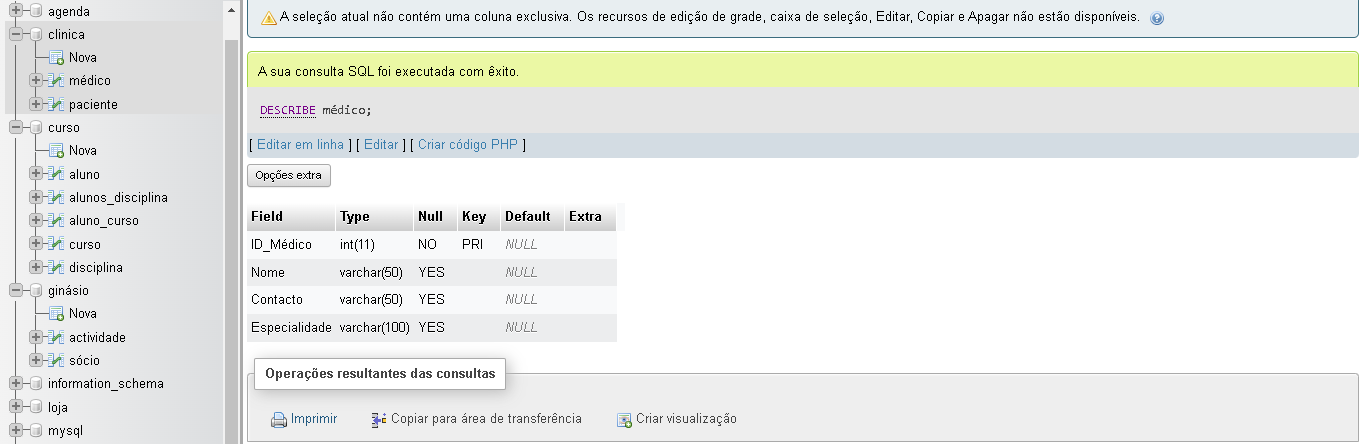 agenda
clinica
Nova
médico
paciente
curso
Nova
aluno
alunos_disciplina
aluno_curso
curso
disciplina
ginásio
Nova
actividade
sócio
information_schema
loja
mysql
A seleção atual não contém uma coluna exclusiva. Os recursos de edição de grade, caixa de seleção, Editar, Copiar e Apagar não estão disponíveis.
A sua consulta SQL foi executada com êxito.
DESCRIBE médico;
[ Editar em linha ] [ Editar ] [ Criar código PHP ]
Opções extra
Field Type Null Key Default Extra
ID_Médico int(11) NO PRI NULL
Nome varchar(50) YES NULL
Contacto varchar(50) YES NULL
Especialidade varchar(100) YES NULL
Operações resultantes das consultas
Imprimir Copiar para área de transferência Criar visualização